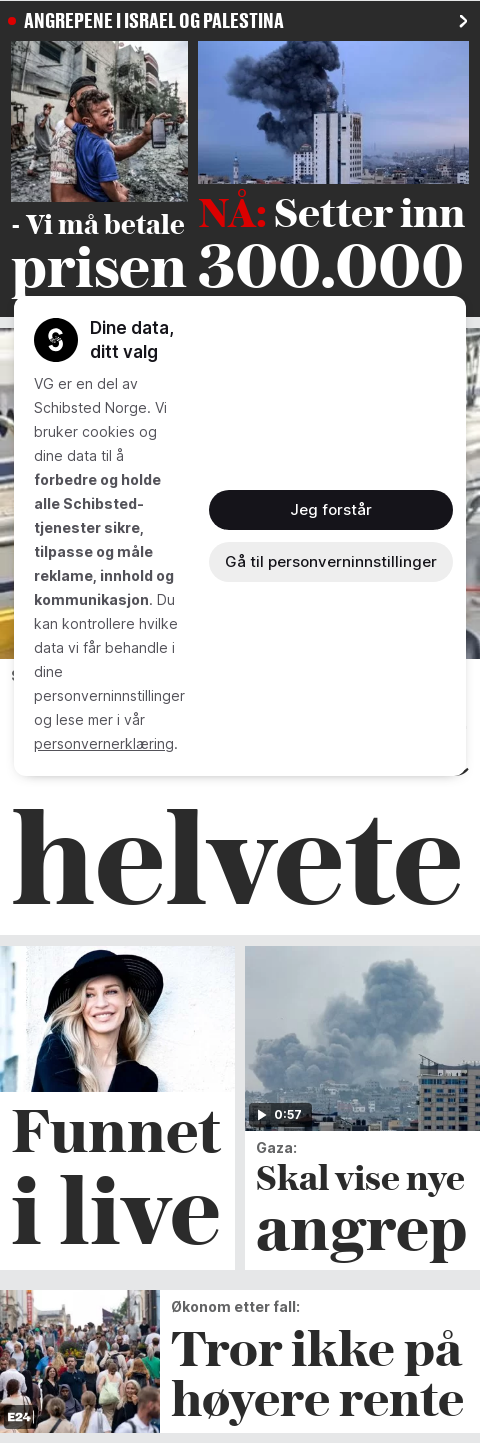 ANGREPENE I ISRAEL OG PALESTINA
- Vi må betale
prisen
NÅ: Setter inn
300.000
Dine data,
ditt valg
VG er en del av
Schibsted Norge. Vi
bruker cookies og
dine data til å
forbedre og holde
alle Schibsted-
tjenester sikre,
tilpasse og måle
reklame, innhold og
kommunikasjon. Du
kan kontrollere hvilke
data vi får behandle i
dine
personverninnstillinger
og lese mer i vår
personvernerklæring.
Jeg forstår
Gå til personverninnstillinger
helvete
Funnet
i live
0:57
Gaza:
Skal vise nye
angrep
E24
Økonom etter fall:
Tror ikke på
høyere rente